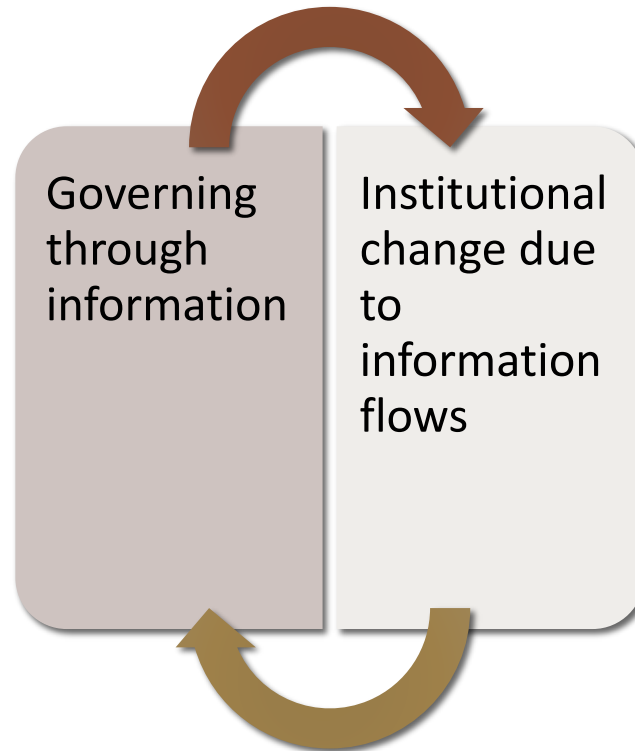 Governing
through
information
Institutional
change due
to
information
flows